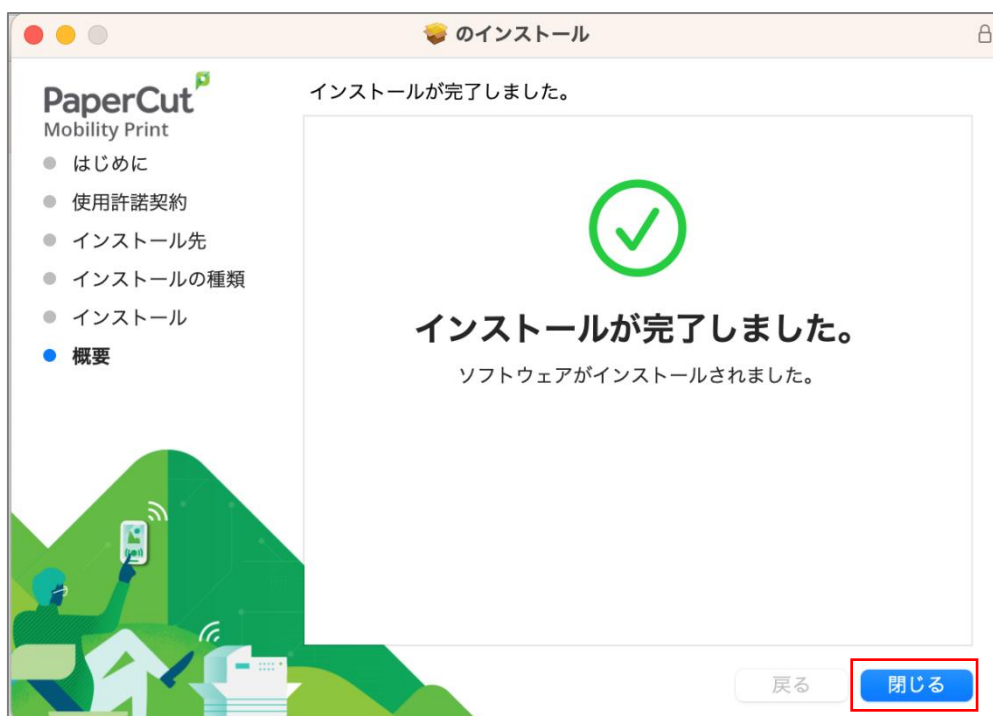 のインストール
PaperCut
Mobility Print
インストールが完了しました。
はじめに
使用許諾契約
インストール先
インストールの種類
インストール
概要
インストールが完了しました。
ソフトウェアがインストールされました。
戻る
閉じる